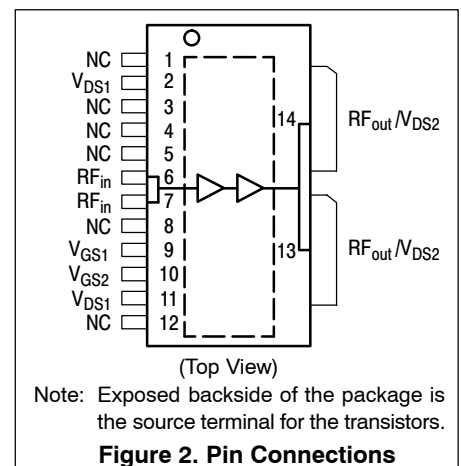 NC 1
VDS1 2
NC 3
NC 4
NC 5
RFin 6
RFin 7
NC 8
VGS1 9
VGS2 10
VDS1 11
NC 12
14 RFout/VDS2
13 RFout/VDS2
(Top View)
Note: Exposed backside of the package is
the source terminal for the transistors.
Figure 2. Pin Connections